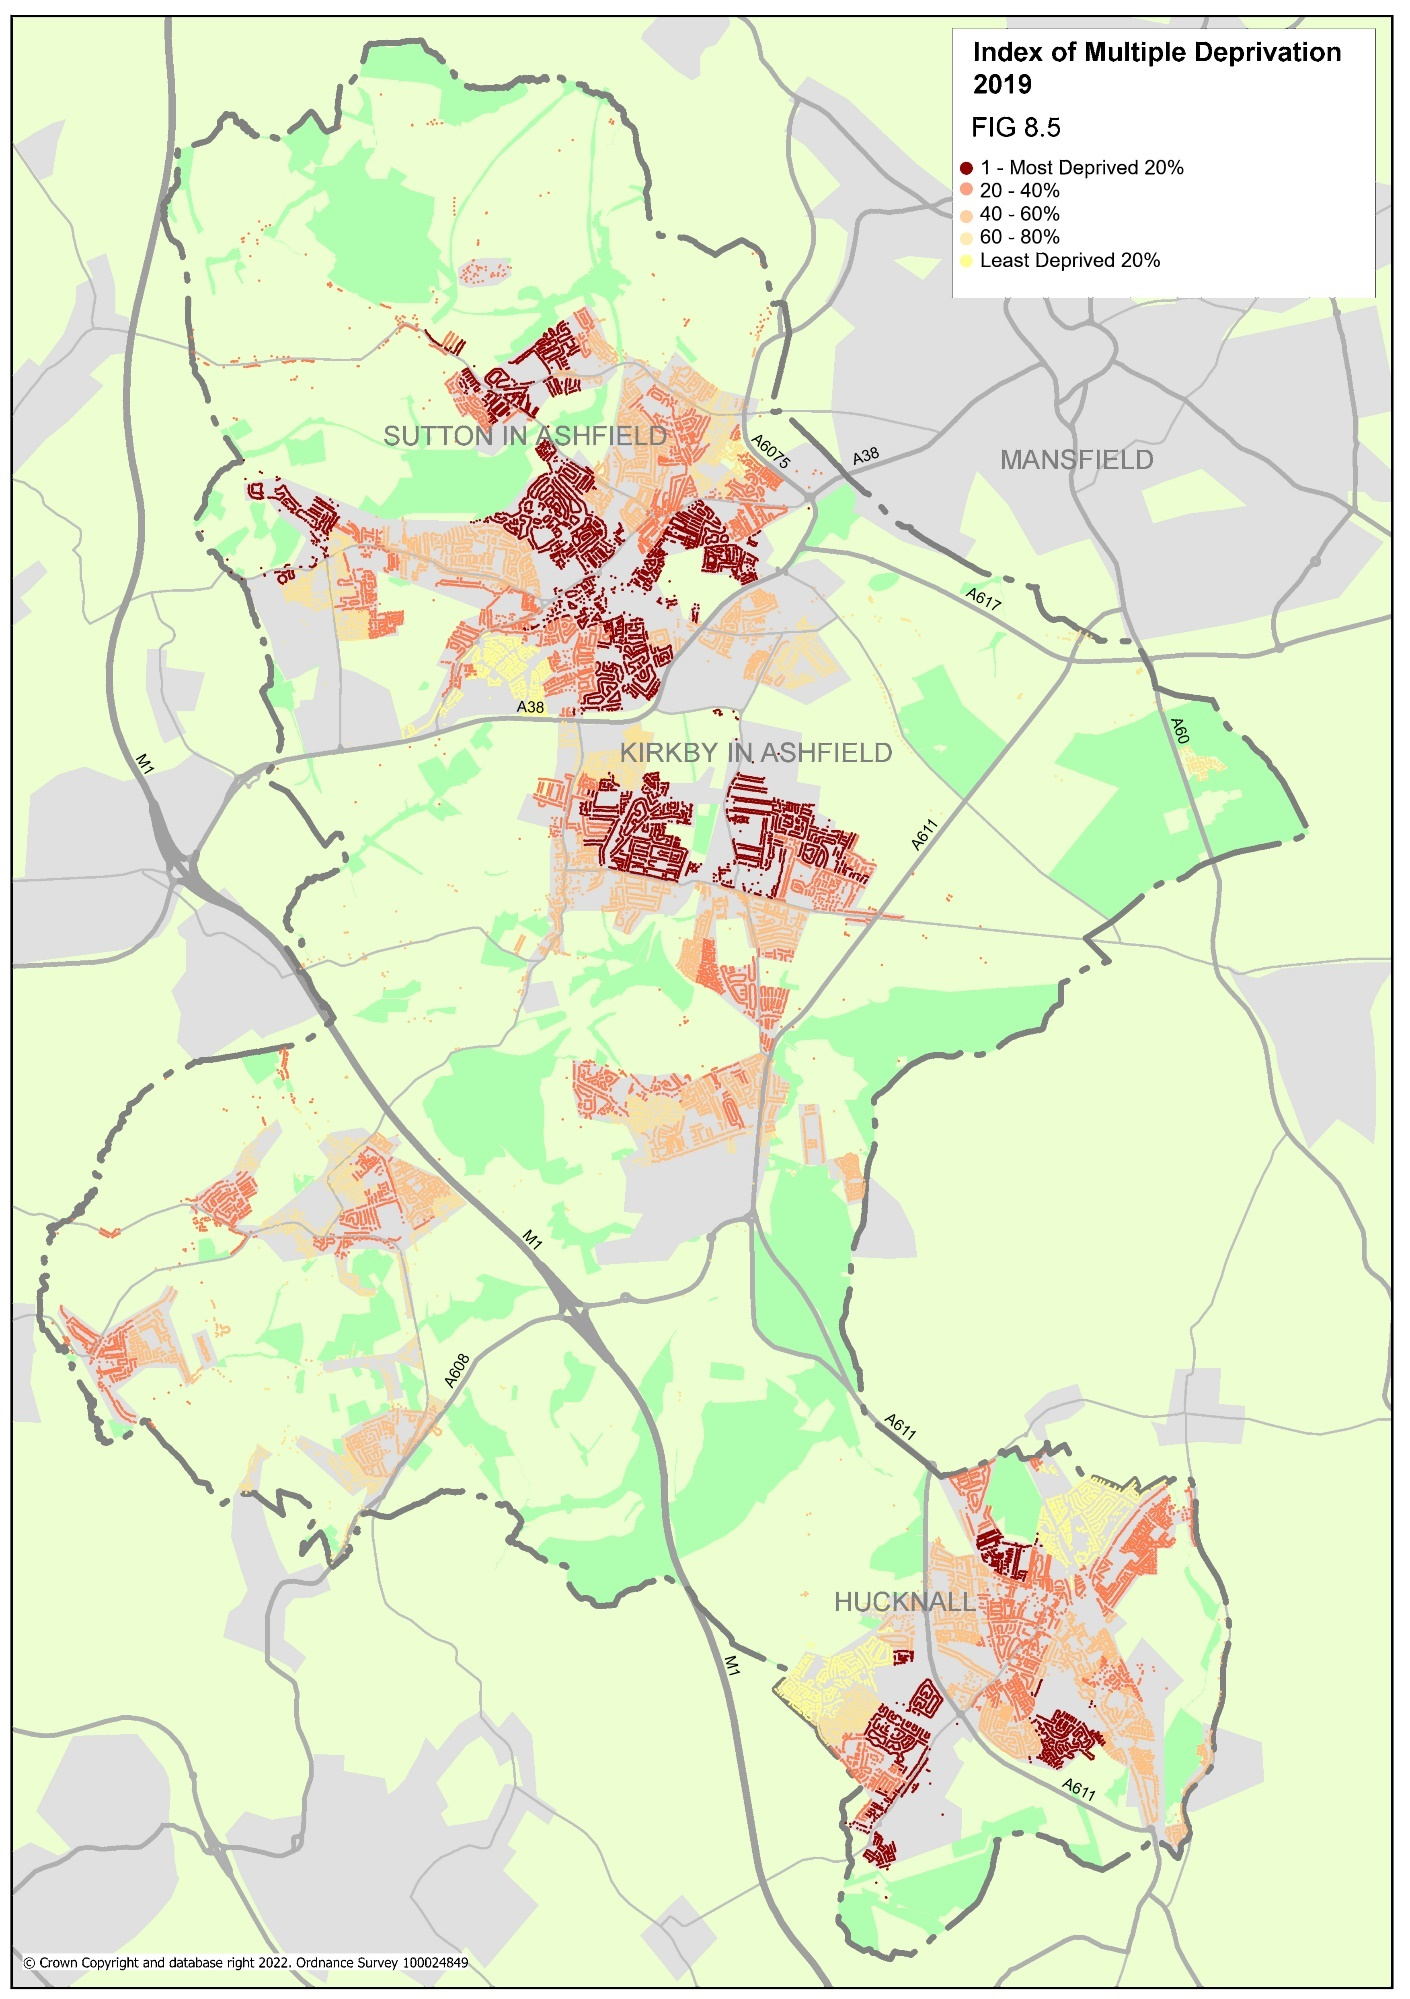 Index of Multiple Deprivation
2019
FIG 8.5
1 - Most Deprived 20%
20 - 40%
40 - 60%
60 - 80%
Least Deprived 20%
SUTTON IN ASHFIELD
A6075
A38
MANSFIELD
A617
A38
M1
KIRKBY IN ASHFIELD
A60
A611
M1
A608
A611
HUCKNALL
M1
A611
© Crown Copyright and database right 2022. Ordnance Survey 100024849